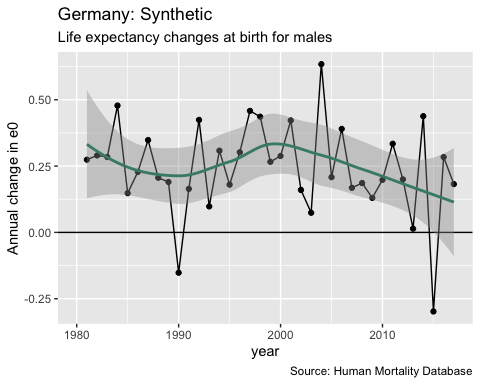 Germany: Synthetic
Life expectancy changes at birth for males
Annual change in e0
0.50
0.25
0.00
-0.25
1980 1990 2000 2010
year
Source: Human Mortality Database